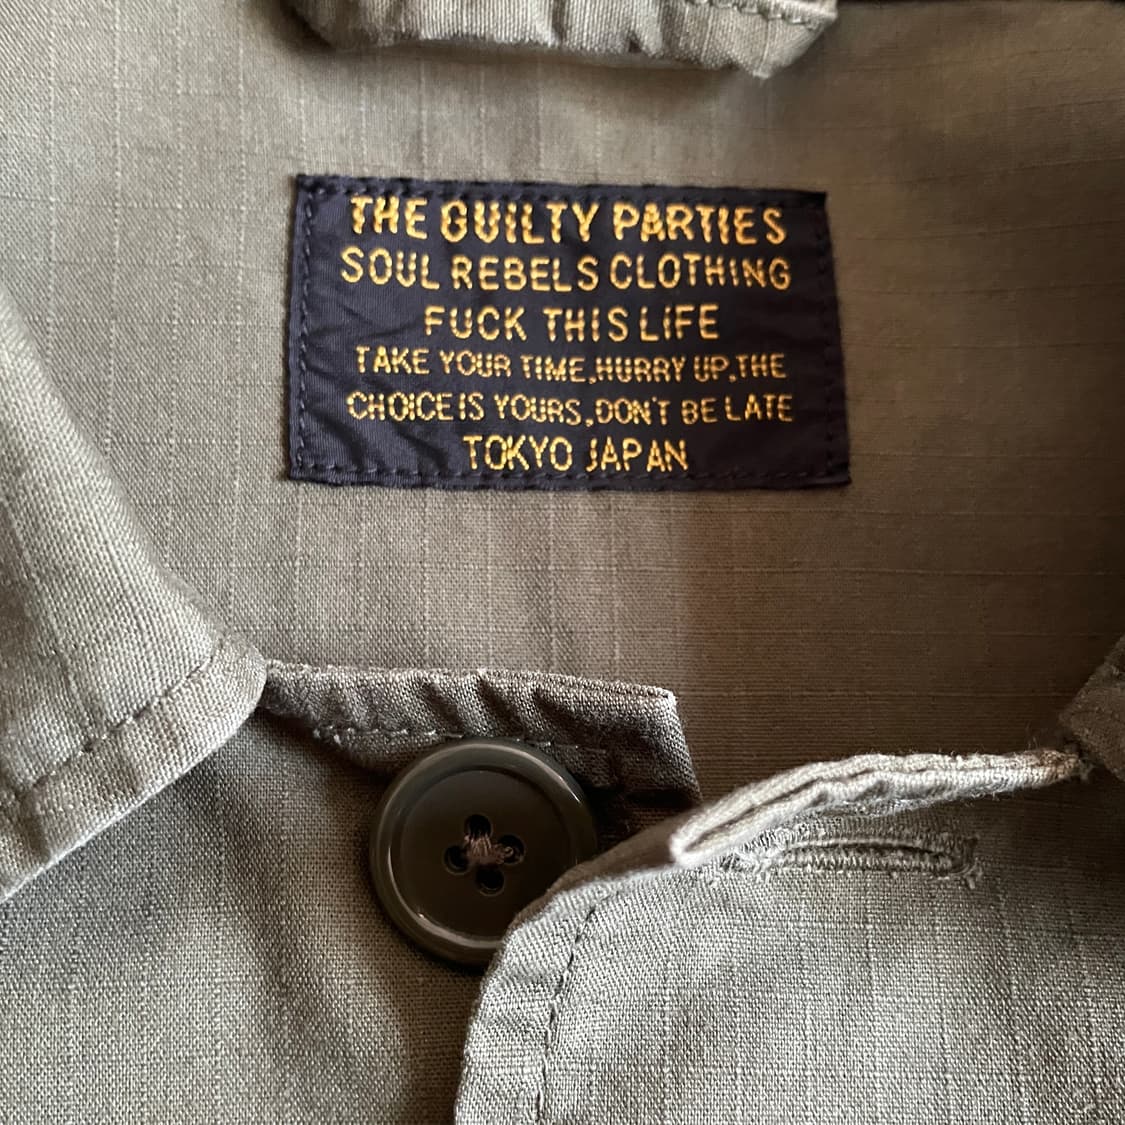 THE GUILTY PARTIES
SOUL REBELS CLOTHING
FUCK THIS LIFE
TAKE YOUR TIME,HURRY UP,THE
CHOICE IS YOURS,DON'T BE LATE
TOKYO JAPAN